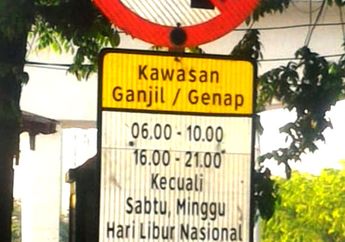 Kawasan
Ganjil / Genap
06.00 - 10.00
16.00 - 21.00
Kecuali
Sabtu, Minggu
Hari Libur Nasional